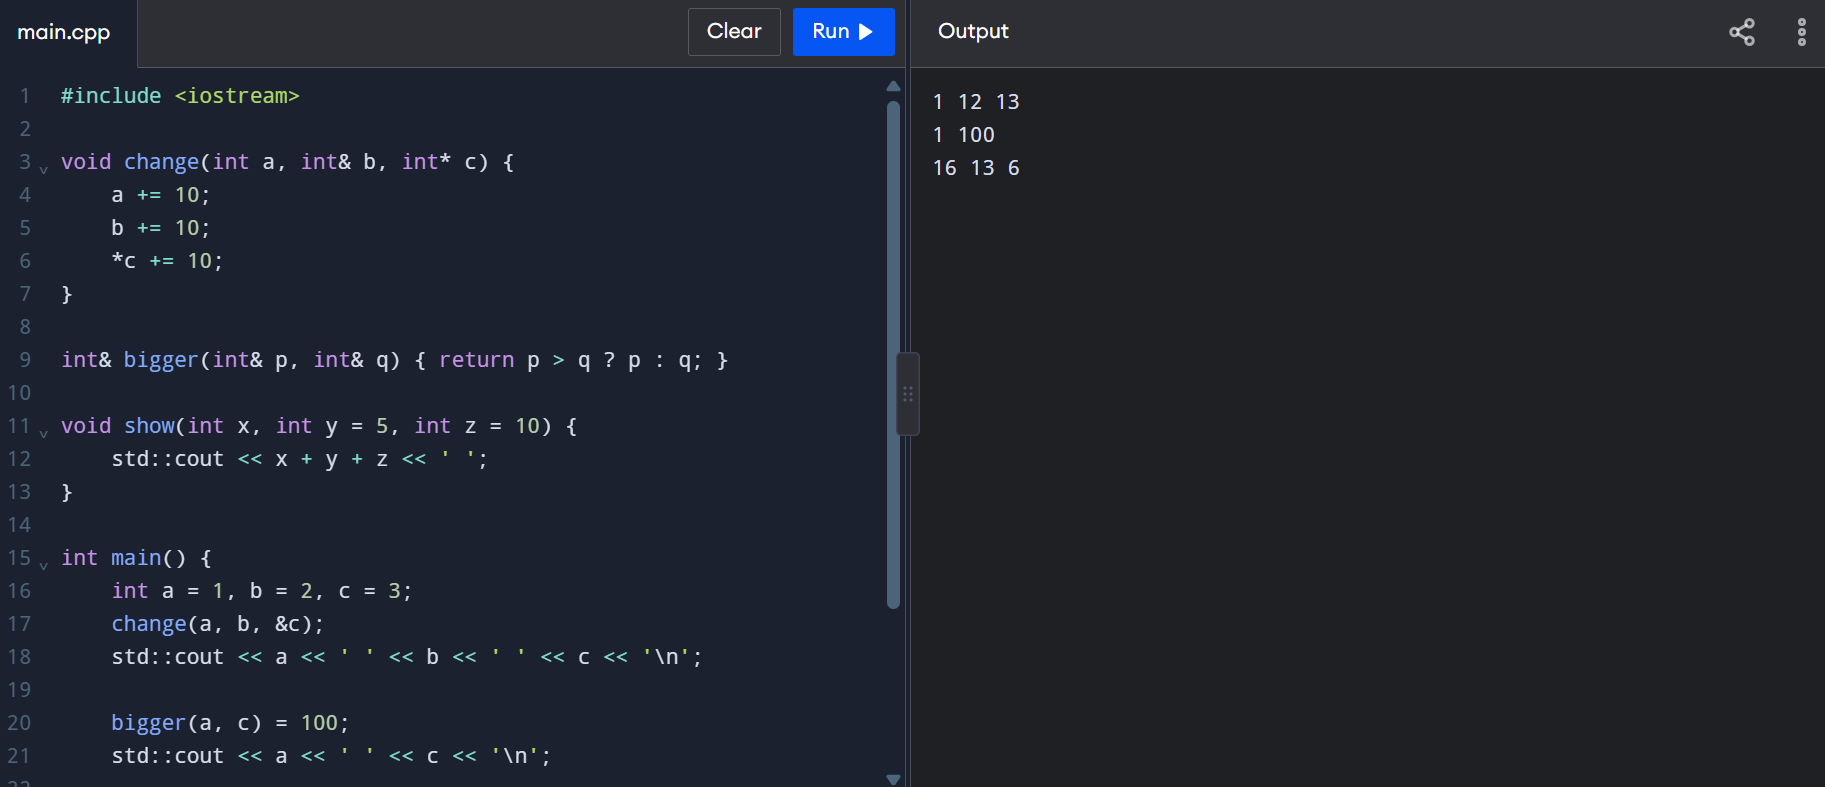 main.cpp
Clear
Run
1 #include <iostream>
2
3 void change(int a, int& b, int* c) {
4     a += 10;
5     b += 10;
6     *c += 10;
7 }
8
9 int& bigger(int& p, int& q) { return p > q ? p : q; }
10
11 void show(int x, int y = 5, int z = 10) {
12     std::cout << x + y + z << ' ';
13 }
14
15 int main() {
16     int a = 1, b = 2, c = 3;
17     change(a, b, &c);
18     std::cout << a << ' ' << b << ' ' << c << '\n';
19
20     bigger(a, c) = 100;
21     std::cout << a << ' ' << c << '\n';
Output
1 12 13
1 100
16 13 6